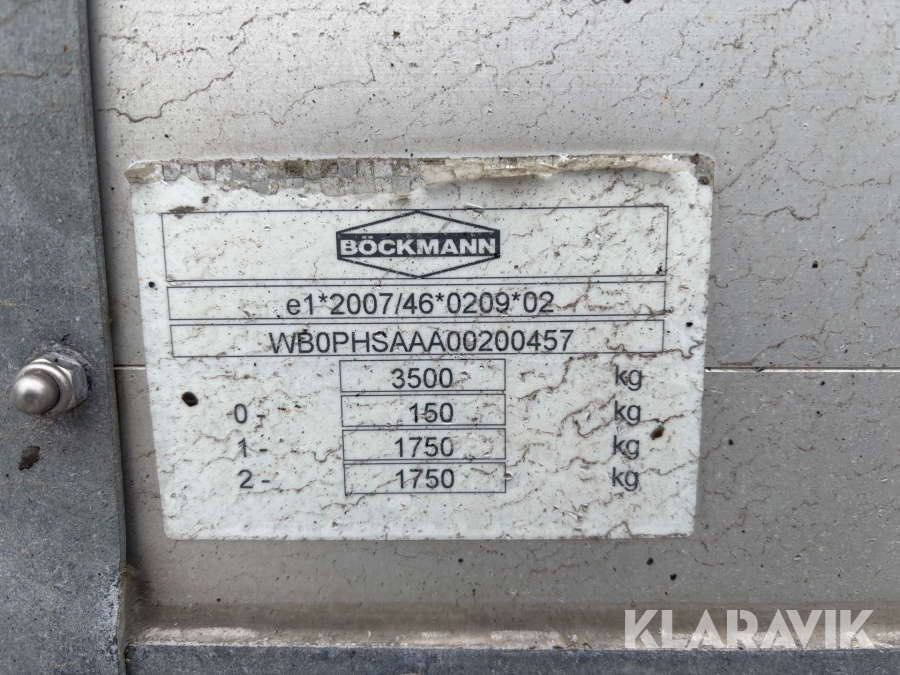 BÖCKMANN
e1*2007/46*0209*02
WB0PHSAAA00200457
3500 kg
0- 150 kg
1- 1750 kg
2- 1750 kg
KLARAVIK